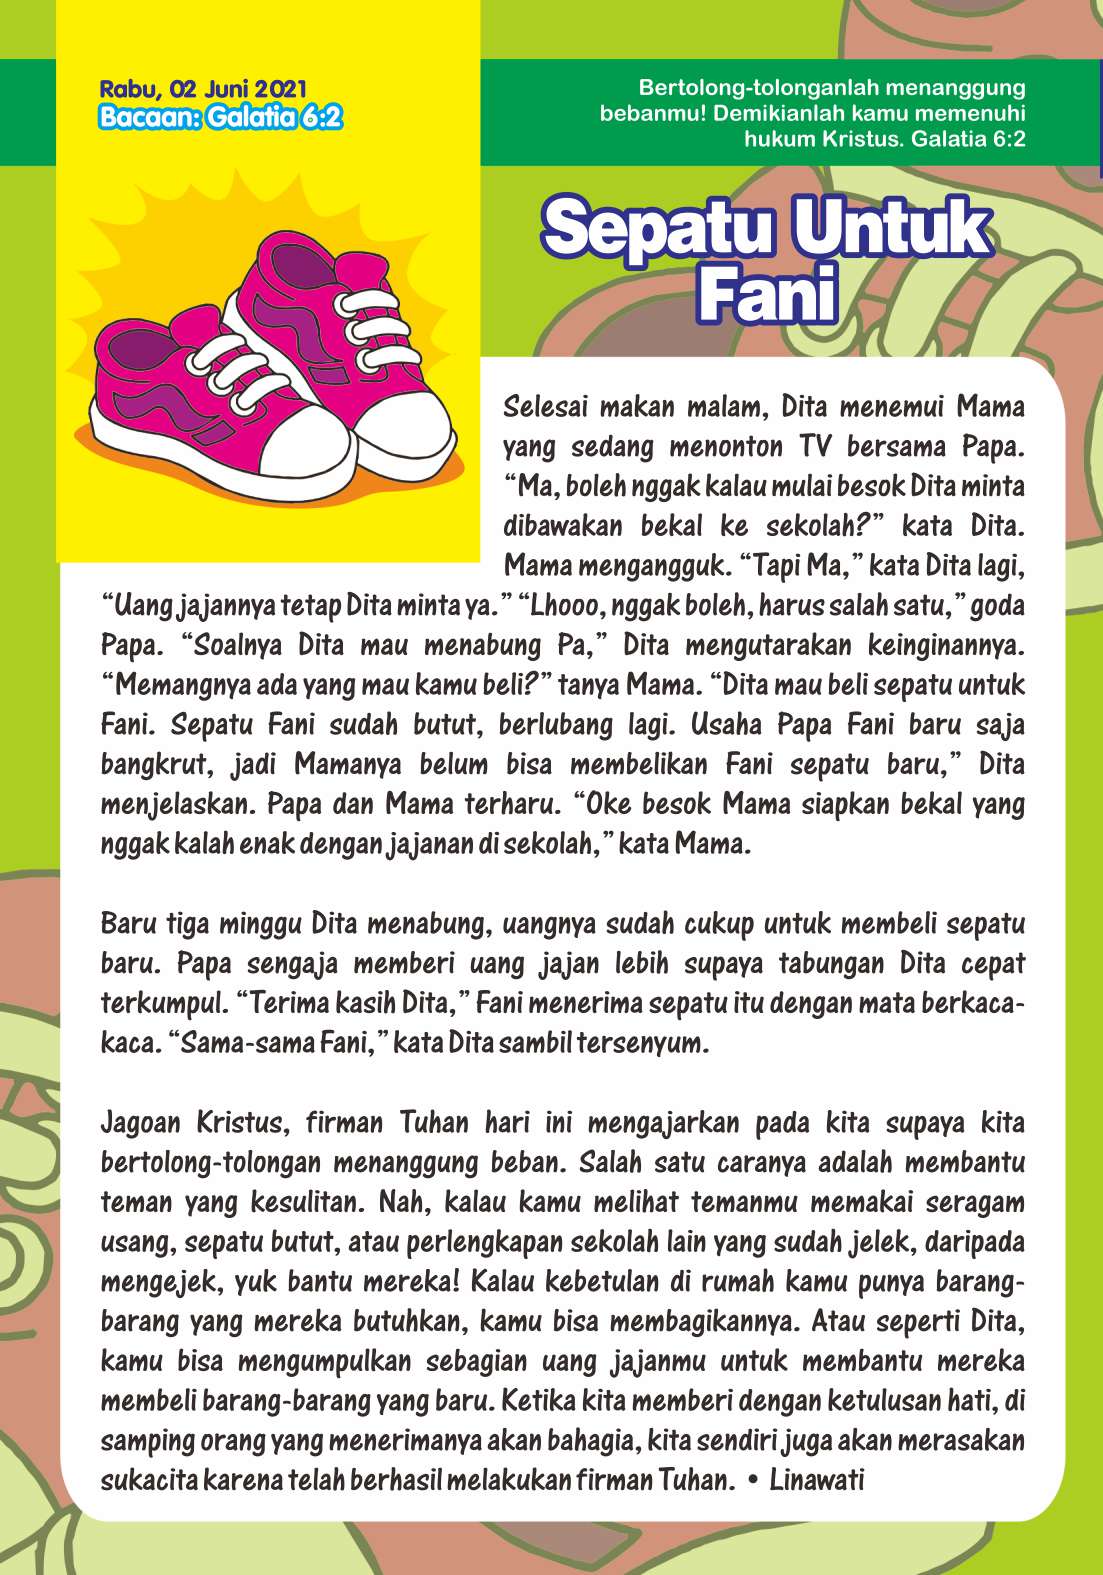 Rabu, 02 Juni 2021
Bacaan: Galatia 6:2
Bertolong-tolonganlah menanggung
bebanmu! Demikianlah kamu memenuhi
hukum Kristus. Galatia 6:2
Sepatu Untuk
Fani
Selesai makan malam, Dita menemui Mama
yang sedang menonton TV bersama Papa.
“Ma, boleh nggak kalau mulai besok Dita minta
dibawakan bekal ke sekolah?” kata Dita.
Mama mengangguk. “Tapi Ma,” kata Dita lagi,
“Uang jajannya tetap Dita minta ya.” “Lhooo, nggak boleh, harus salah satu,” goda
Papa. “Soalnya Dita mau menabung Pa,” Dita mengutarakan keinginannya.
“Memangnya ada yang mau kamu beli?” tanya Mama. “Dita mau beli sepatu untuk
Fani. Sepatu Fani sudah butut, berlubang lagi. Usaha Papa Fani baru saja
bangkrut, jadi Mamanya belum bisa membelikan Fani sepatu baru,” Dita
menjelaskan. Papa dan Mama terharu. “Oke besok Mama siapkan bekal yang
nggak kalah enak dengan jajanan di sekolah,” kata Mama.
Baru tiga minggu Dita menabung, uangnya sudah cukup untuk membeli sepatu
baru. Papa sengaja memberi uang jajan lebih supaya tabungan Dita cepat
terkumpul. “Terima kasih Dita,” Fani menerima sepatu itu dengan mata berkaca-
kaca. “Sama-sama Fani,” kata Dita sambil tersenyum.
Jagoan Kristus, firman Tuhan hari ini mengajarkan pada kita supaya kita
bertolong-tolongan menanggung beban. Salah satu caranya adalah membantu
teman yang kesulitan. Nah, kalau kamu melihat temanmu memakai seragam
usang, sepatu butut, atau perlengkapan sekolah lain yang sudah jelek, daripada
mengejek, yuk bantu mereka! Kalau kebetulan di rumah kamu punya barang-
barang yang mereka butuhkan, kamu bisa membagikannya. Atau seperti Dita,
kamu bisa mengumpulkan sebagian uang jajanmu untuk membantu mereka
membeli barang-barang yang baru. Ketika kita memberi dengan ketulusan hati, di
samping orang yang menerimanya akan bahagia, kita sendiri juga akan merasakan
sukacita karena telah berhasil melakukan firman Tuhan. • Linawati